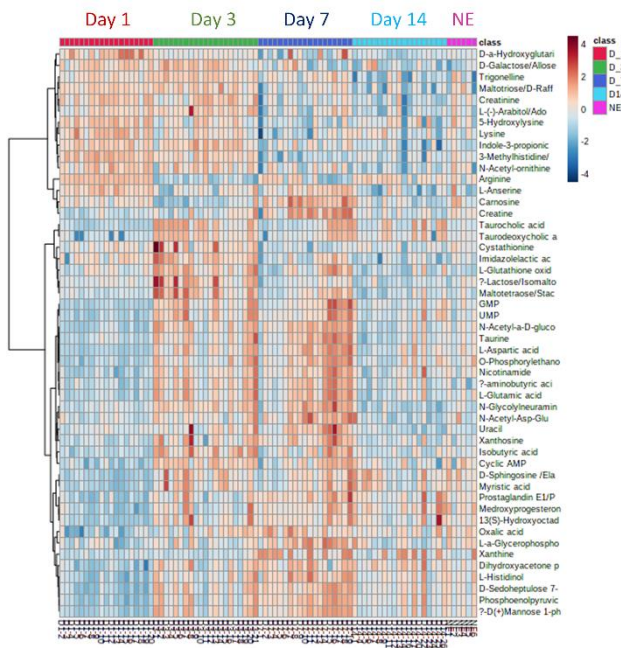 Day 1 Day 3 Day 7 Day 14 NE
class
D-a-Hydroxyglutari
D-Galactose/Allose
Trigonelline
Maltotriose/D-Raff
Creatinine
L-(-)-Arabitol/Ado
5-Hydroxylysine
Lysine
Indole-3-propionic
3-Methylhistidine/
N-Acetyl-ornithine
Arginine
L-Anserine
Carnosine
Creatine
Taurocholic acid
Taurodeoxycholic a
Cystathionine
Imidazolelactic ac
L-Glutathione oxid
?-Lactose/Isomalto
Maltotetraose/Stac
GMP
UMP
N-Acetyl-a-D-gluco
Taurine
L-Aspartic acid
O-Phosphorylethano
Nicotinamide
?-aminobutyric aci
L-Glutamic acid
N-Glycolylneuramin
N-Acetyl-Asp-Glu
Uracil
Xanthosine
Isobutyric acid
Cyclic AMP
D-Sphingosine /Ela
Myristic acid
Prostaglandin E1/P
Medroxyprogesteron
13(S)-Hydroxyoctad
Oxalic acid
L-a-Glycerophospho
Xanthine
Dihydroxyacetone p
L-Histidinol
D-Sedoheptulose 7-
Phosphoenolpyruvic
?-D(+)Mannose 1-ph
4
2
0
-2
-4
class
D_
D_
D_
D14
NE